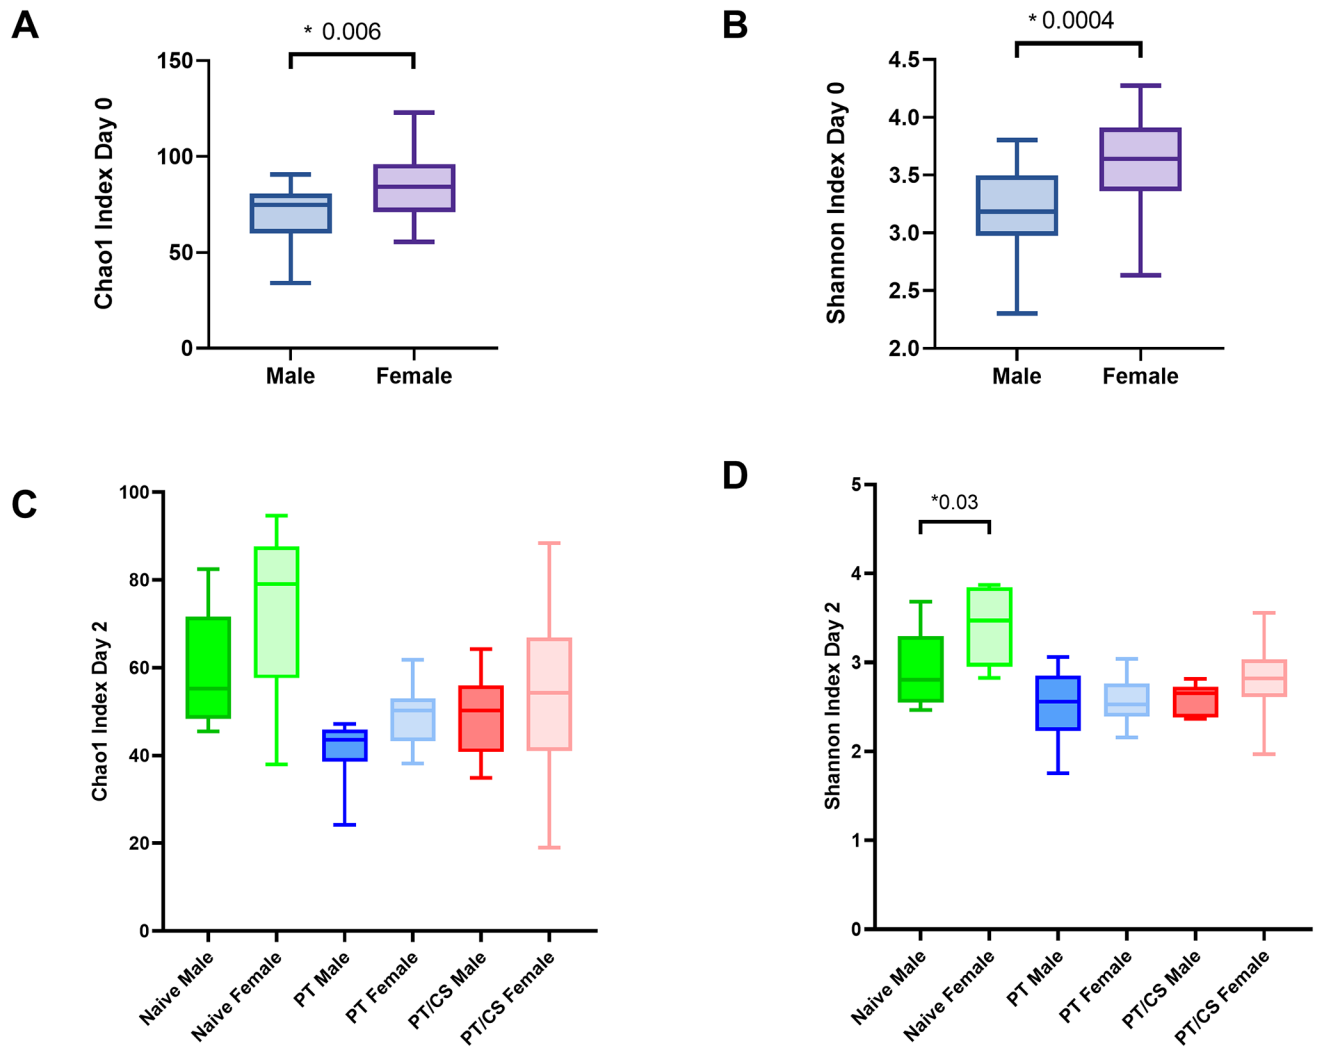 A
* 0.006
Chao1 Index Day 0
150
100
50
0
Male
Female
B
* 0.0004
Shannon Index Day 0
4.5
4.0
3.5
3.0
2.5
2.0
Male
Female
C
Chao1 Index Day 2
100
80
60
40
20
0
Naive Male
Naive Female
PT Male
PT Female
PT/CS Male
PT/CS Female
D
*0.03
Shannon Index Day 2
5
4
3
2
1
0
Naive Male
Naive Female
PT Male
PT Female
PT/CS Male
PT/CS Female